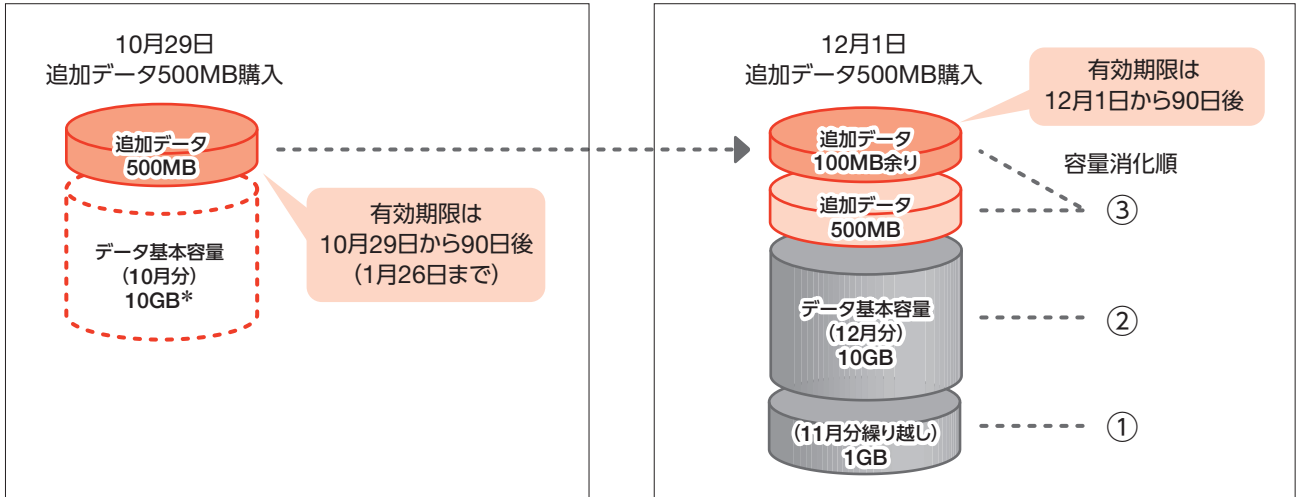 10月29日
追加データ500MB購入
追加データ
500MB
有効期限は
10月29日から90日後
（1月26日まで）
データ基本容量
（10月分）
10GB*
12月1日
追加データ500MB購入
有効期限は
12月1日から90日後
追加データ
100MB余り
容量消化順
追加データ
500MB
③
データ基本容量
（12月分）
10GB
②
（11月分繰り越し）
1GB
①